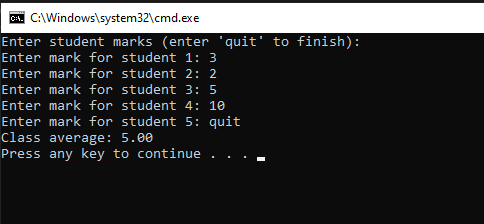 C:\Windows\system32\cmd.exe
Enter student marks (enter 'quit' to finish):
Enter mark for student 1: 3
Enter mark for student 2: 2
Enter mark for student 3: 5
Enter mark for student 4: 10
Enter mark for student 5: quit
Class average: 5.00
Press any key to continue . . .